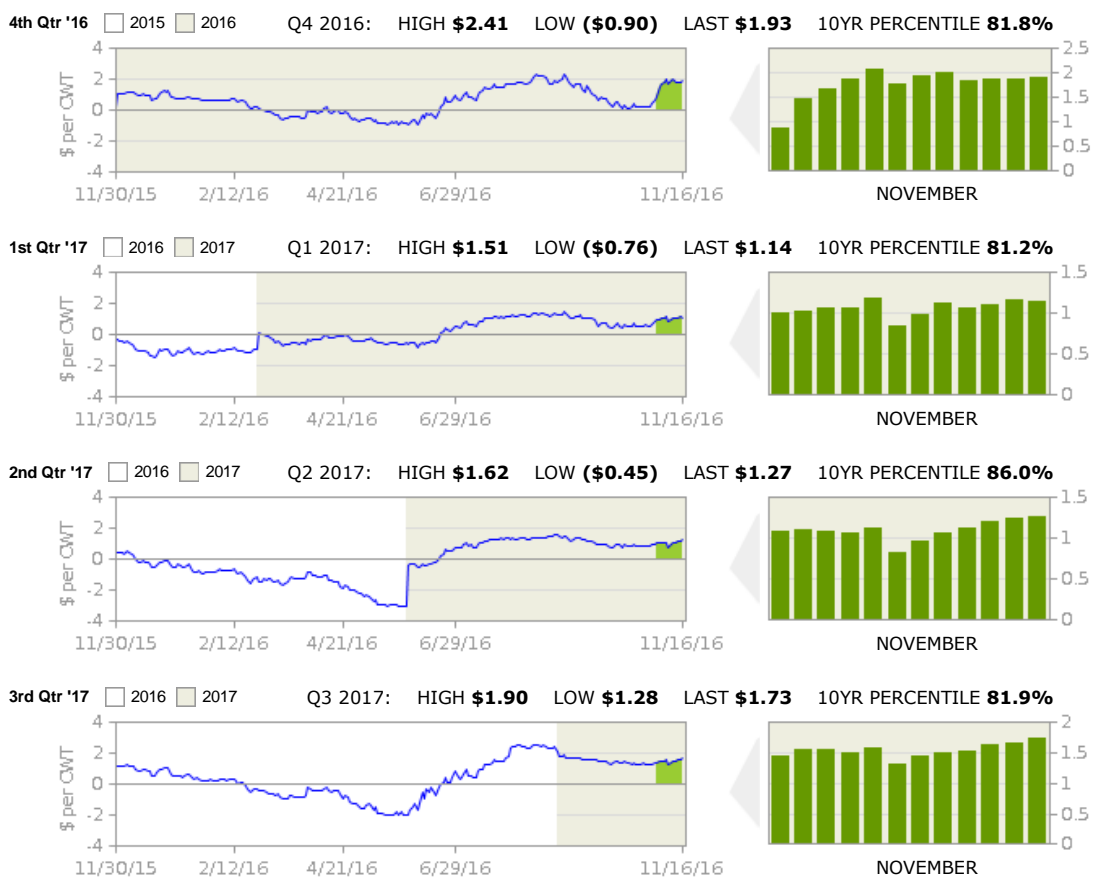 4th Qtr '16 2015 2016 Q4 2016: HIGH $2.41 LOW ($0.90) LAST $1.93 10YR PERCENTILE 81.8%
4
2
0
-2
-4
$ per CWT
11/30/15 2/12/16 4/21/16 6/29/16 11/16/16
2.5
2
1.5
1
0.5
0
NOVEMBER
1st Qtr '17 2016 2017 Q1 2017: HIGH $1.51 LOW ($0.76) LAST $1.14 10YR PERCENTILE 81.2%
4
2
0
-2
-4
$ per CWT
11/30/15 2/12/16 4/21/16 6/29/16 11/16/16
1.5
1
0.5
0
NOVEMBER
2nd Qtr '17 2016 2017 Q2 2017: HIGH $1.62 LOW ($0.45) LAST $1.27 10YR PERCENTILE 86.0%
4
2
0
-2
-4
$ per CWT
11/30/15 2/12/16 4/21/16 6/29/16 11/16/16
1.5
1
0.5
0
NOVEMBER
3rd Qtr '17 2016 2017 Q3 2017: HIGH $1.90 LOW $1.28 LAST $1.73 10YR PERCENTILE 81.9%
4
2
0
-2
-4
$ per CWT
11/30/15 2/12/16 4/21/16 6/29/16 11/16/16
2
1.5
1
0.5
0
NOVEMBER